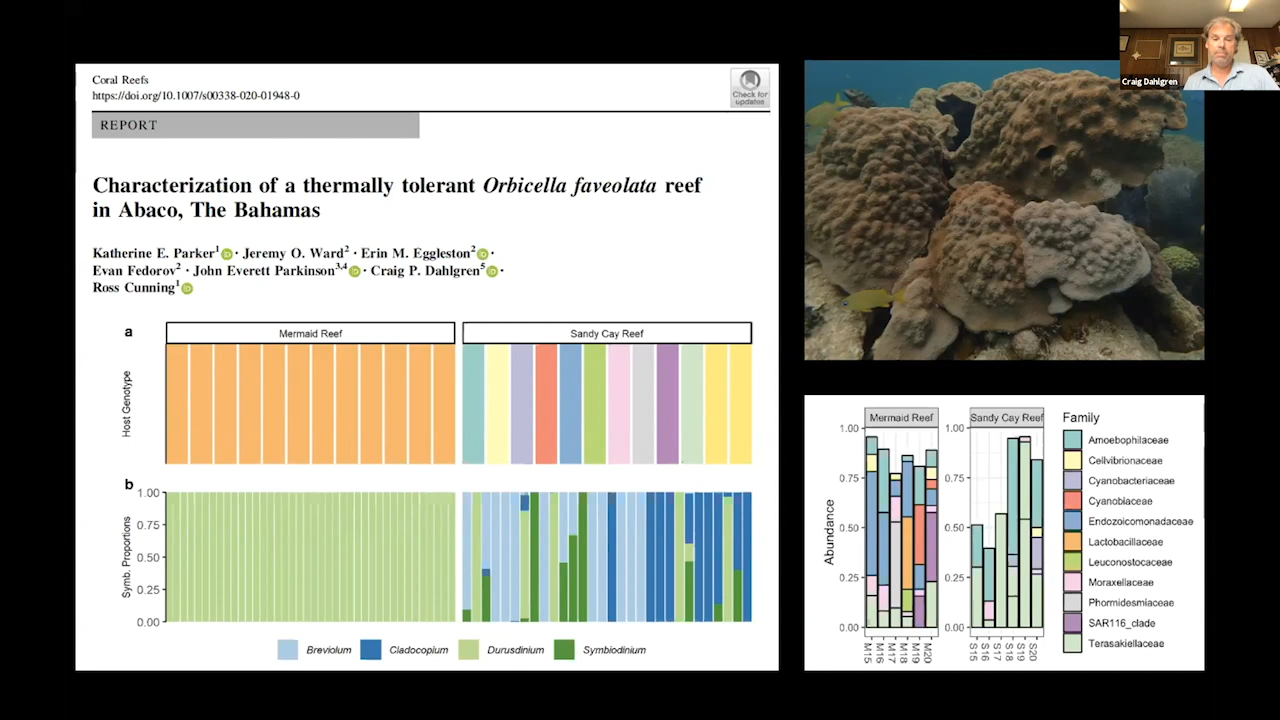 Coral Reefs
https://doi.org/10.1007/s00338-020-01948-0
Check for
updates
REPORT
Characterization of a thermally tolerant Orbicella faveolata reef
in Abaco, The Bahamas
Katherine E. Parker1 iD · Jeremy O. Ward2 · Erin M. Eggleston2 iD ·
Evan Fedorov2 · John Everett Parkinson3,4 iD · Craig P. Dahlgren5 iD ·
Ross Cunning1 iD
a
Mermaid Reef
Sandy Cay Reef
Host Genotype
b
Symb. Proportions
1.00
0.75
0.50
0.25
0.00
Breviolum Cladocopium Durusdinium Symbiodinium
Craig Dahlgren
Mermaid Reef
Sandy Cay Reef
Abundance
1.00
0.75
0.50
0.25
0.00
1.00
0.75
0.50
0.25
0.00
M15 M16 M17 M18 M19 M20
S15 S16 S17 S18 S19 S20
Family
Amoebophilaceae
Cellvibrionaceae
Cyanobacteriaceae
Cyanobiaceae
Endozoicomonadaceae
Lactobacillaceae
Leuconostocaceae
Moraxellaceae
Phormidesmiaceae
SAR116_clade
Terasakiellaceae